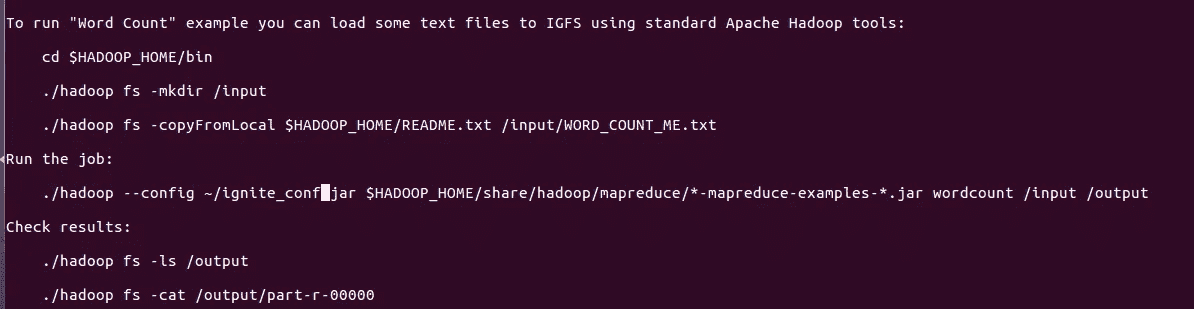 To run "Word Count" example you can load some text files to IGFS using standard Apache Hadoop tools:
cd $HADOOP_HOME/bin
./hadoop fs -mkdir /input
./hadoop fs -copyFromLocal $HADOOP_HOME/README.txt /input/WORD_COUNT_ME.txt
Run the job:
./hadoop --config ~/ignite_conf jar $HADOOP_HOME/share/hadoop/mapreduce/*-mapreduce-examples-*.jar wordcount /input /output
Check results:
./hadoop fs -ls /output
./hadoop fs -cat /output/part-r-00000